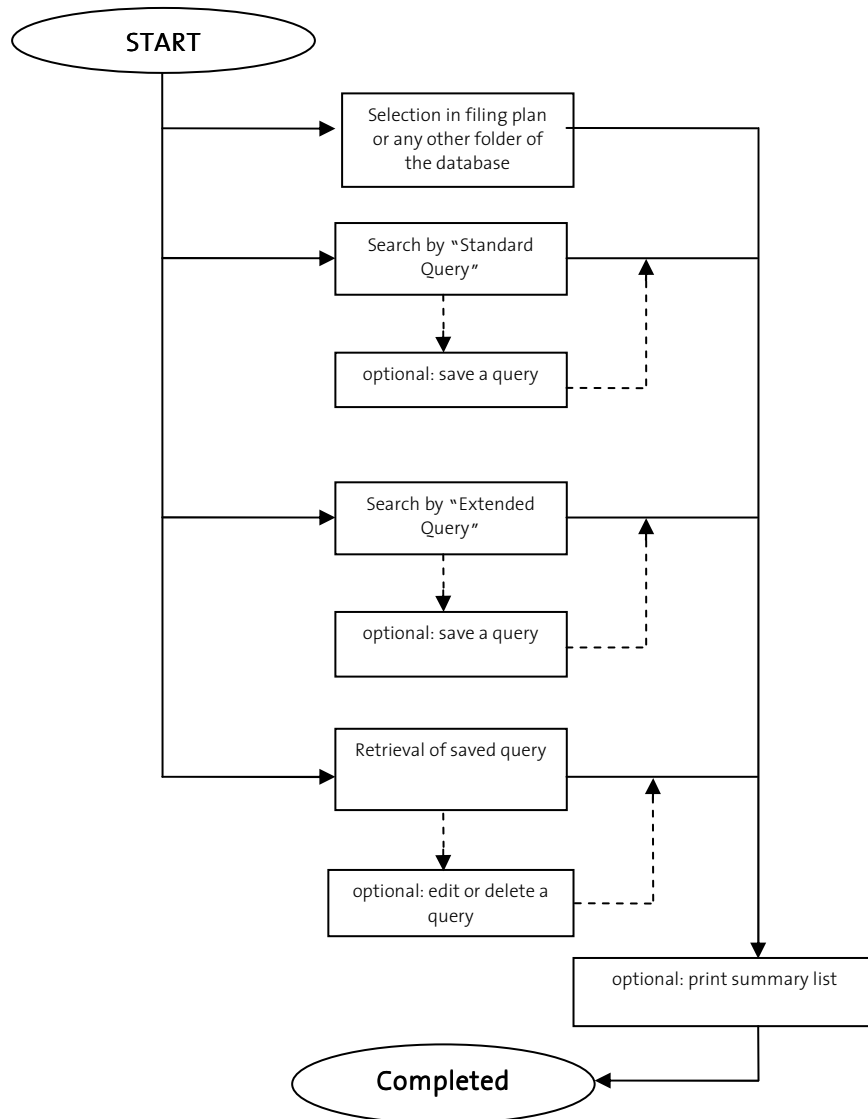 START
Selection in filing plan
or any other folder of
the database
Search by "Standard
Query"
optional: save a query
Search by "Extended
Query"
optional: save a query
Retrieval of saved query
optional: edit or delete a
query
optional: print summary list
Completed